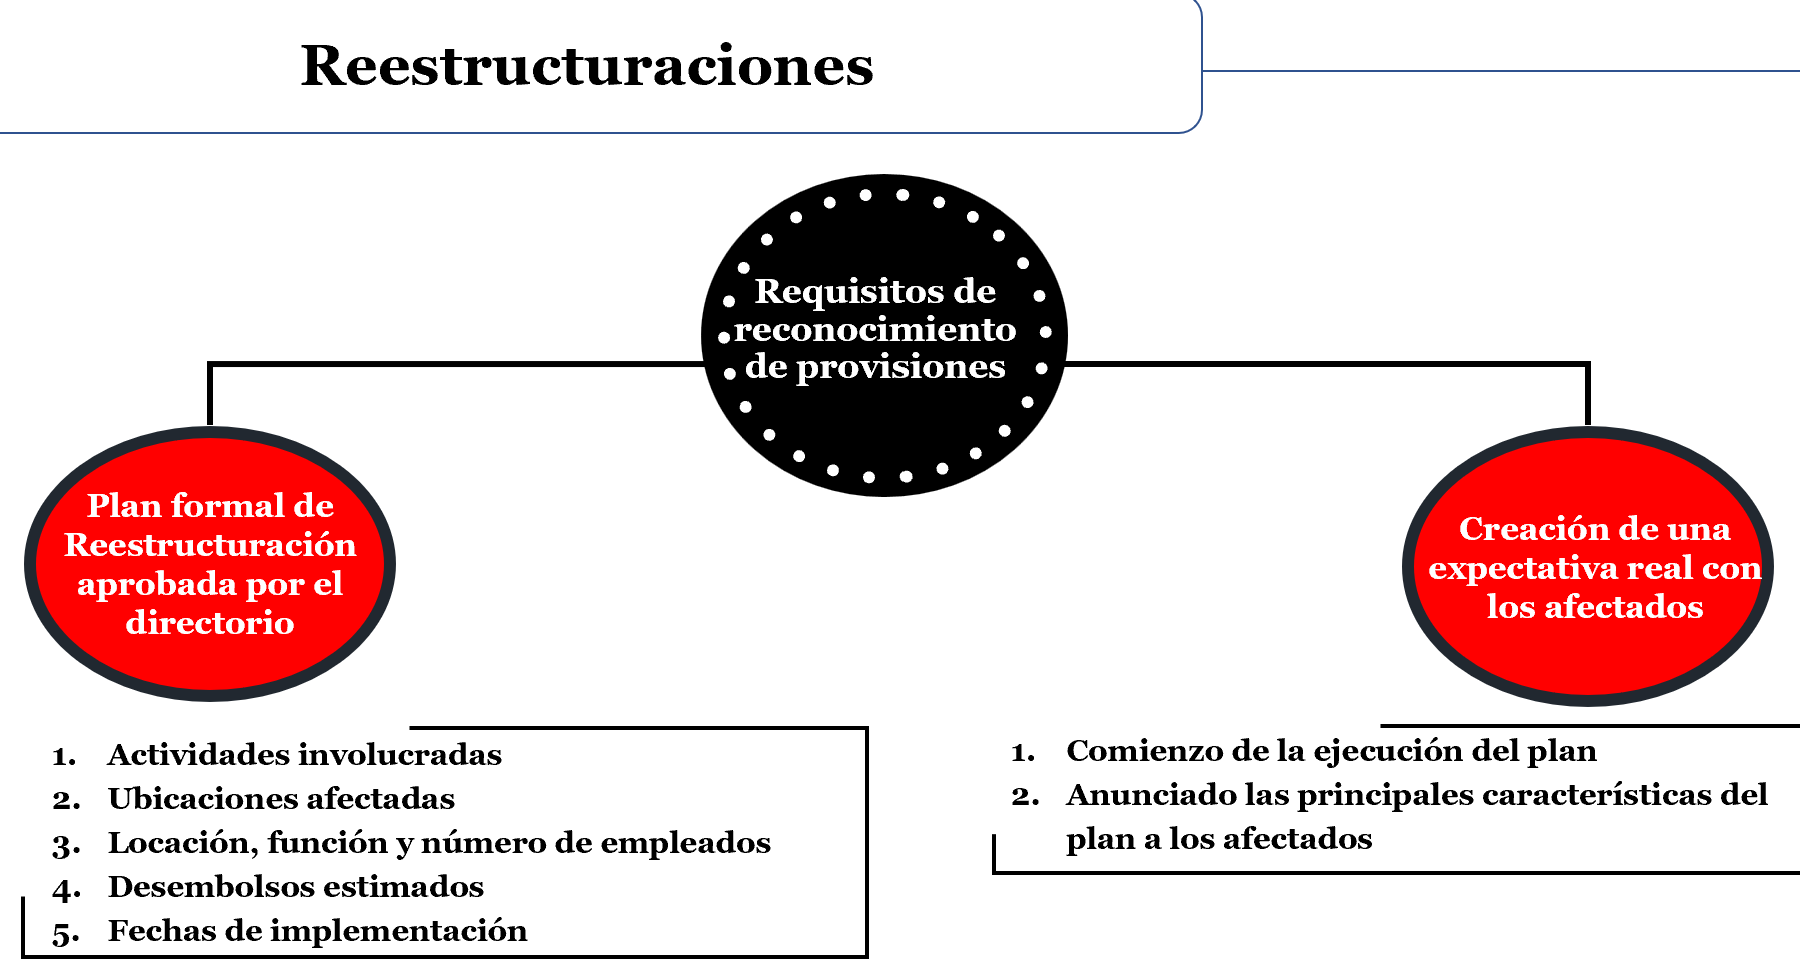 Reestructuraciones
Requisitos de
reconocimiento
de provisiones
Plan formal de
Reestructuración
aprobada por el
directorio
Creación de una
expectativa real con
los afectados
1. Actividades involucradas
2. Ubicaciones afectadas
3. Locación, función y número de empleados
4. Desembolsos estimados
5. Fechas de implementación
1. Comienzo de la ejecución del plan
2. Anunciado las principales características del
plan a los afectados